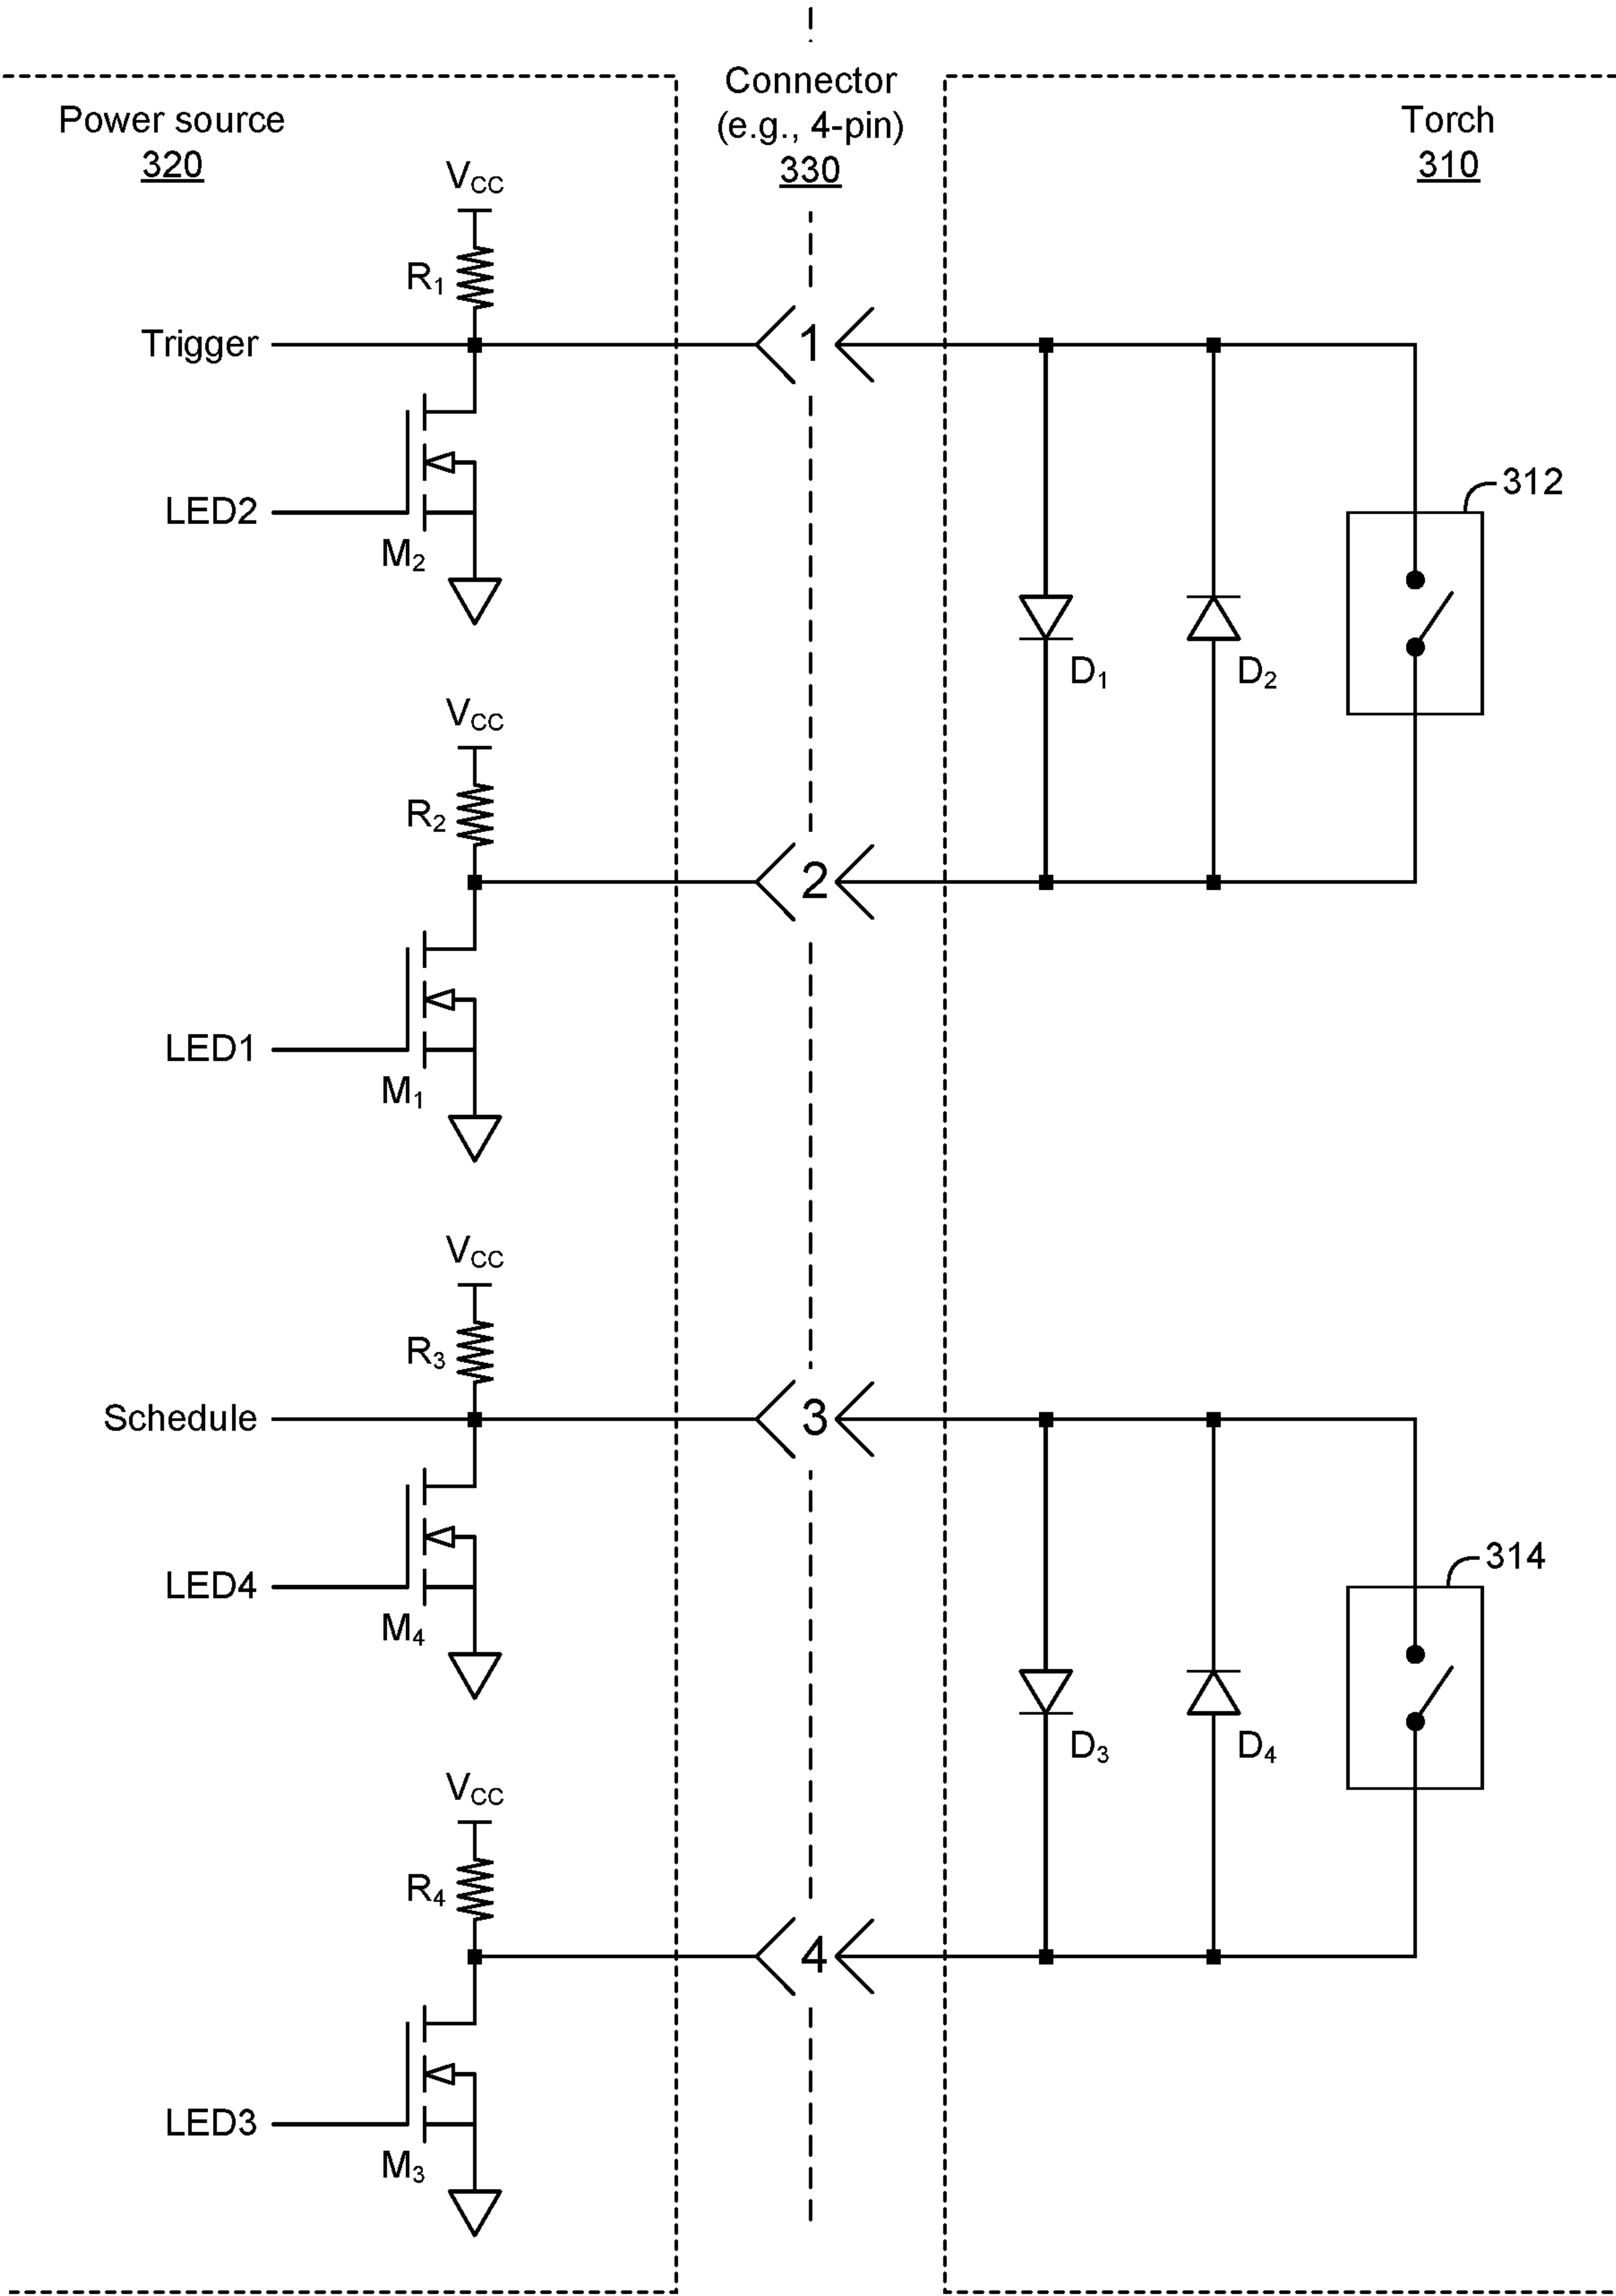 Connector
(e.g., 4-pin)
330
Power source
320
Torch
310
VCC
R1
Trigger
1
LED2
M2
312
D1
D2
VCC
R2
2
LED1
M1
VCC
R3
Schedule
3
LED4
M4
314
D3
D4
VCC
R4
4
LED3
M3